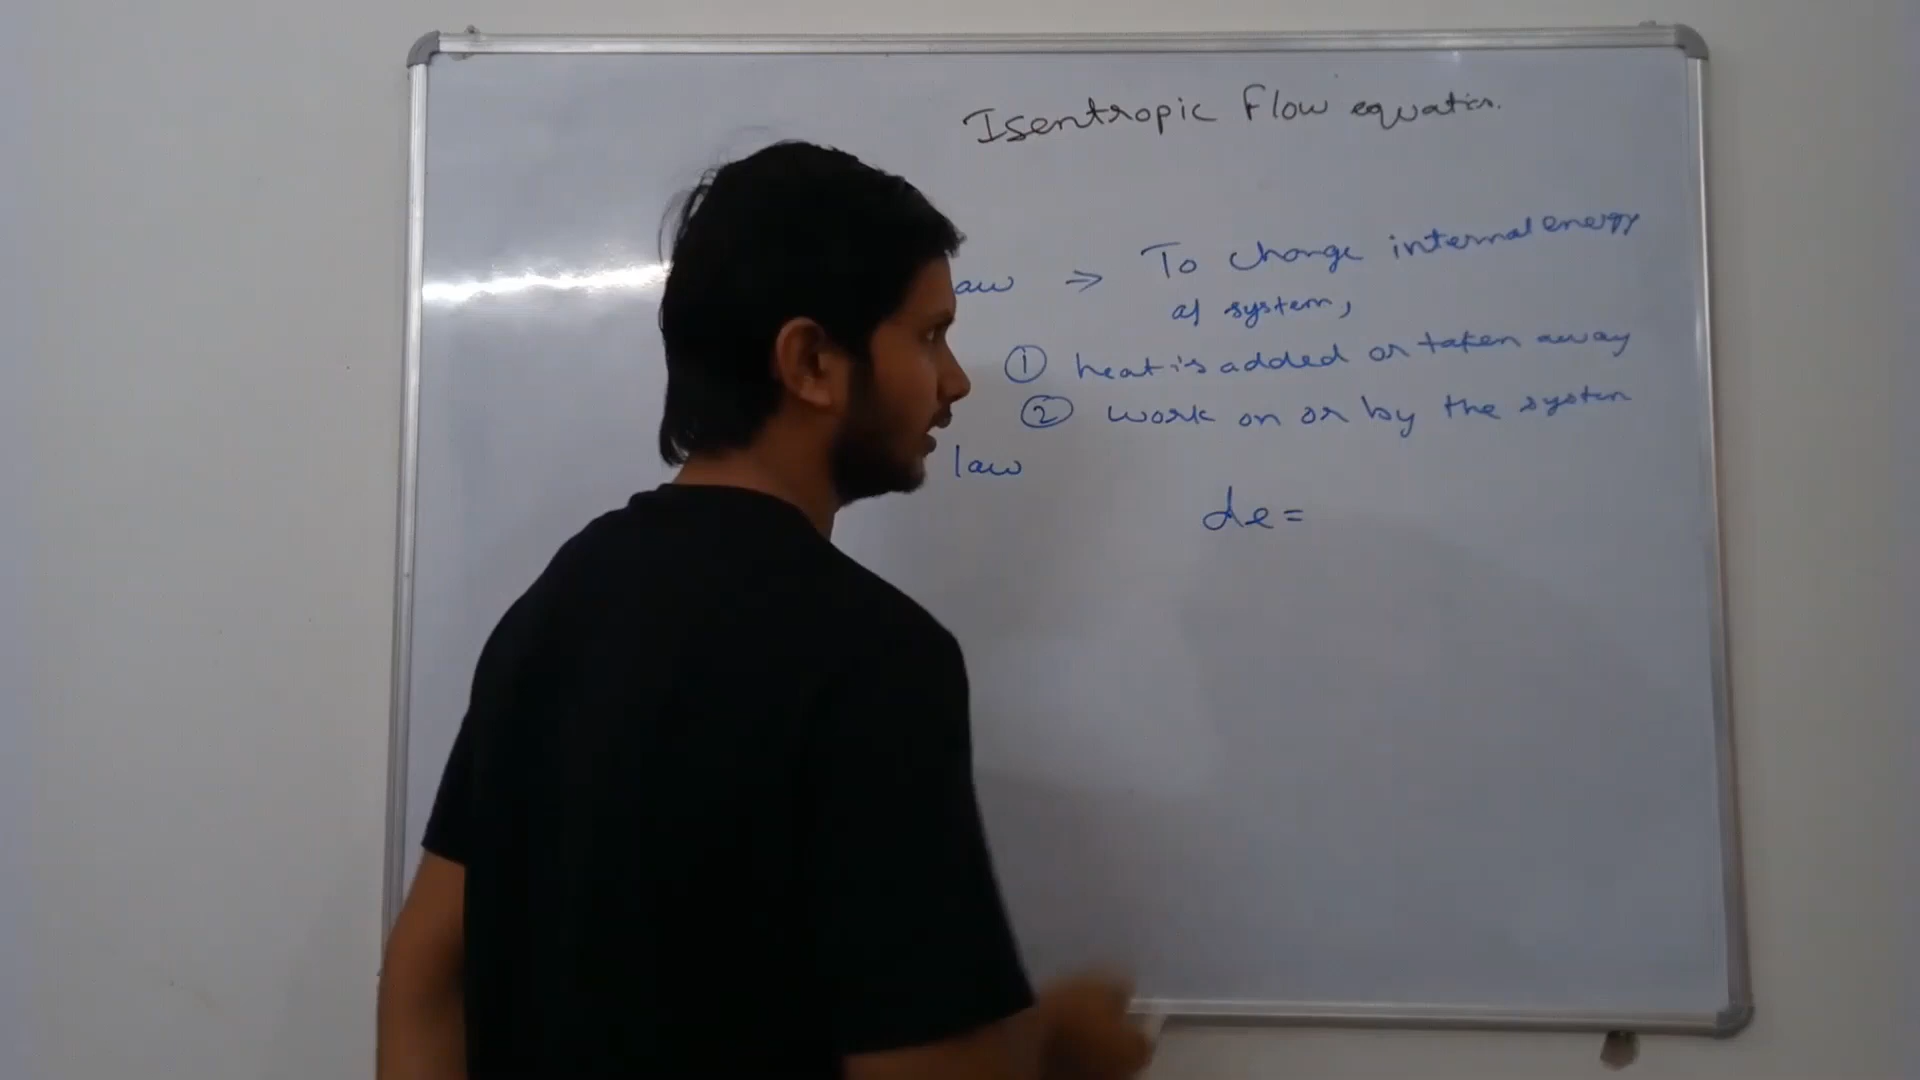 Isentropic Flow equation.
aw ⇒ To change internal energy
of system,
① heat is added or taken away
② work on or by the system
law
de =